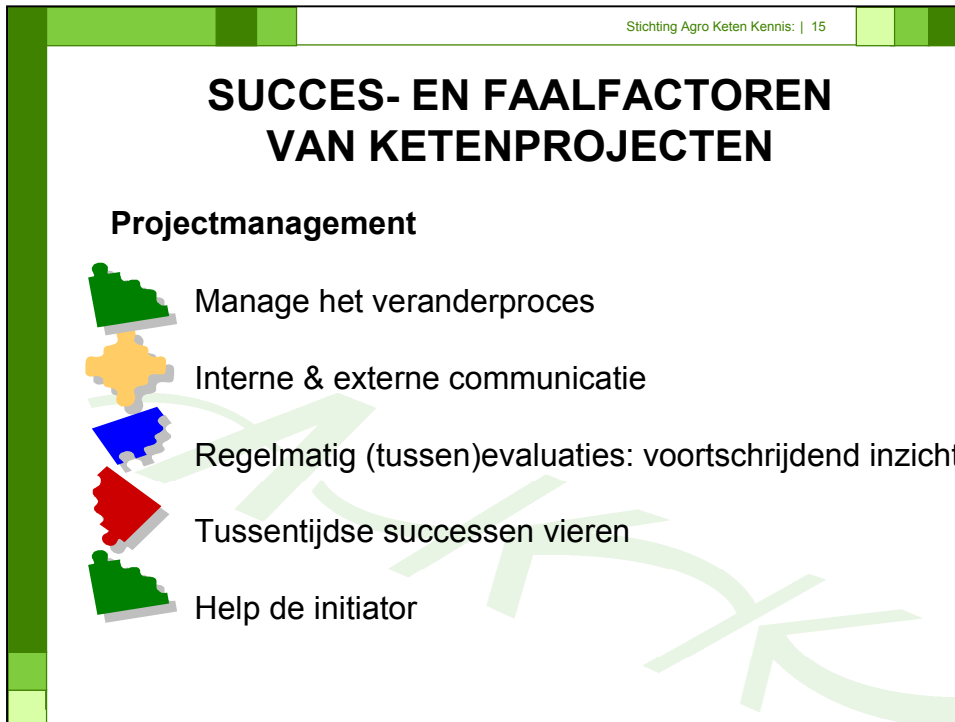 Stichting Agro Keten Kennis: | 15
SUCCES- EN FAALFACTOREN
VAN KETENPROJECTEN
Projectmanagement
Manage het veranderproces
Interne & externe communicatie
Regelmatig (tussen)evaluaties: voortschrijdend inzicht
Tussentijdse successen vieren
Help de initiator
AKK